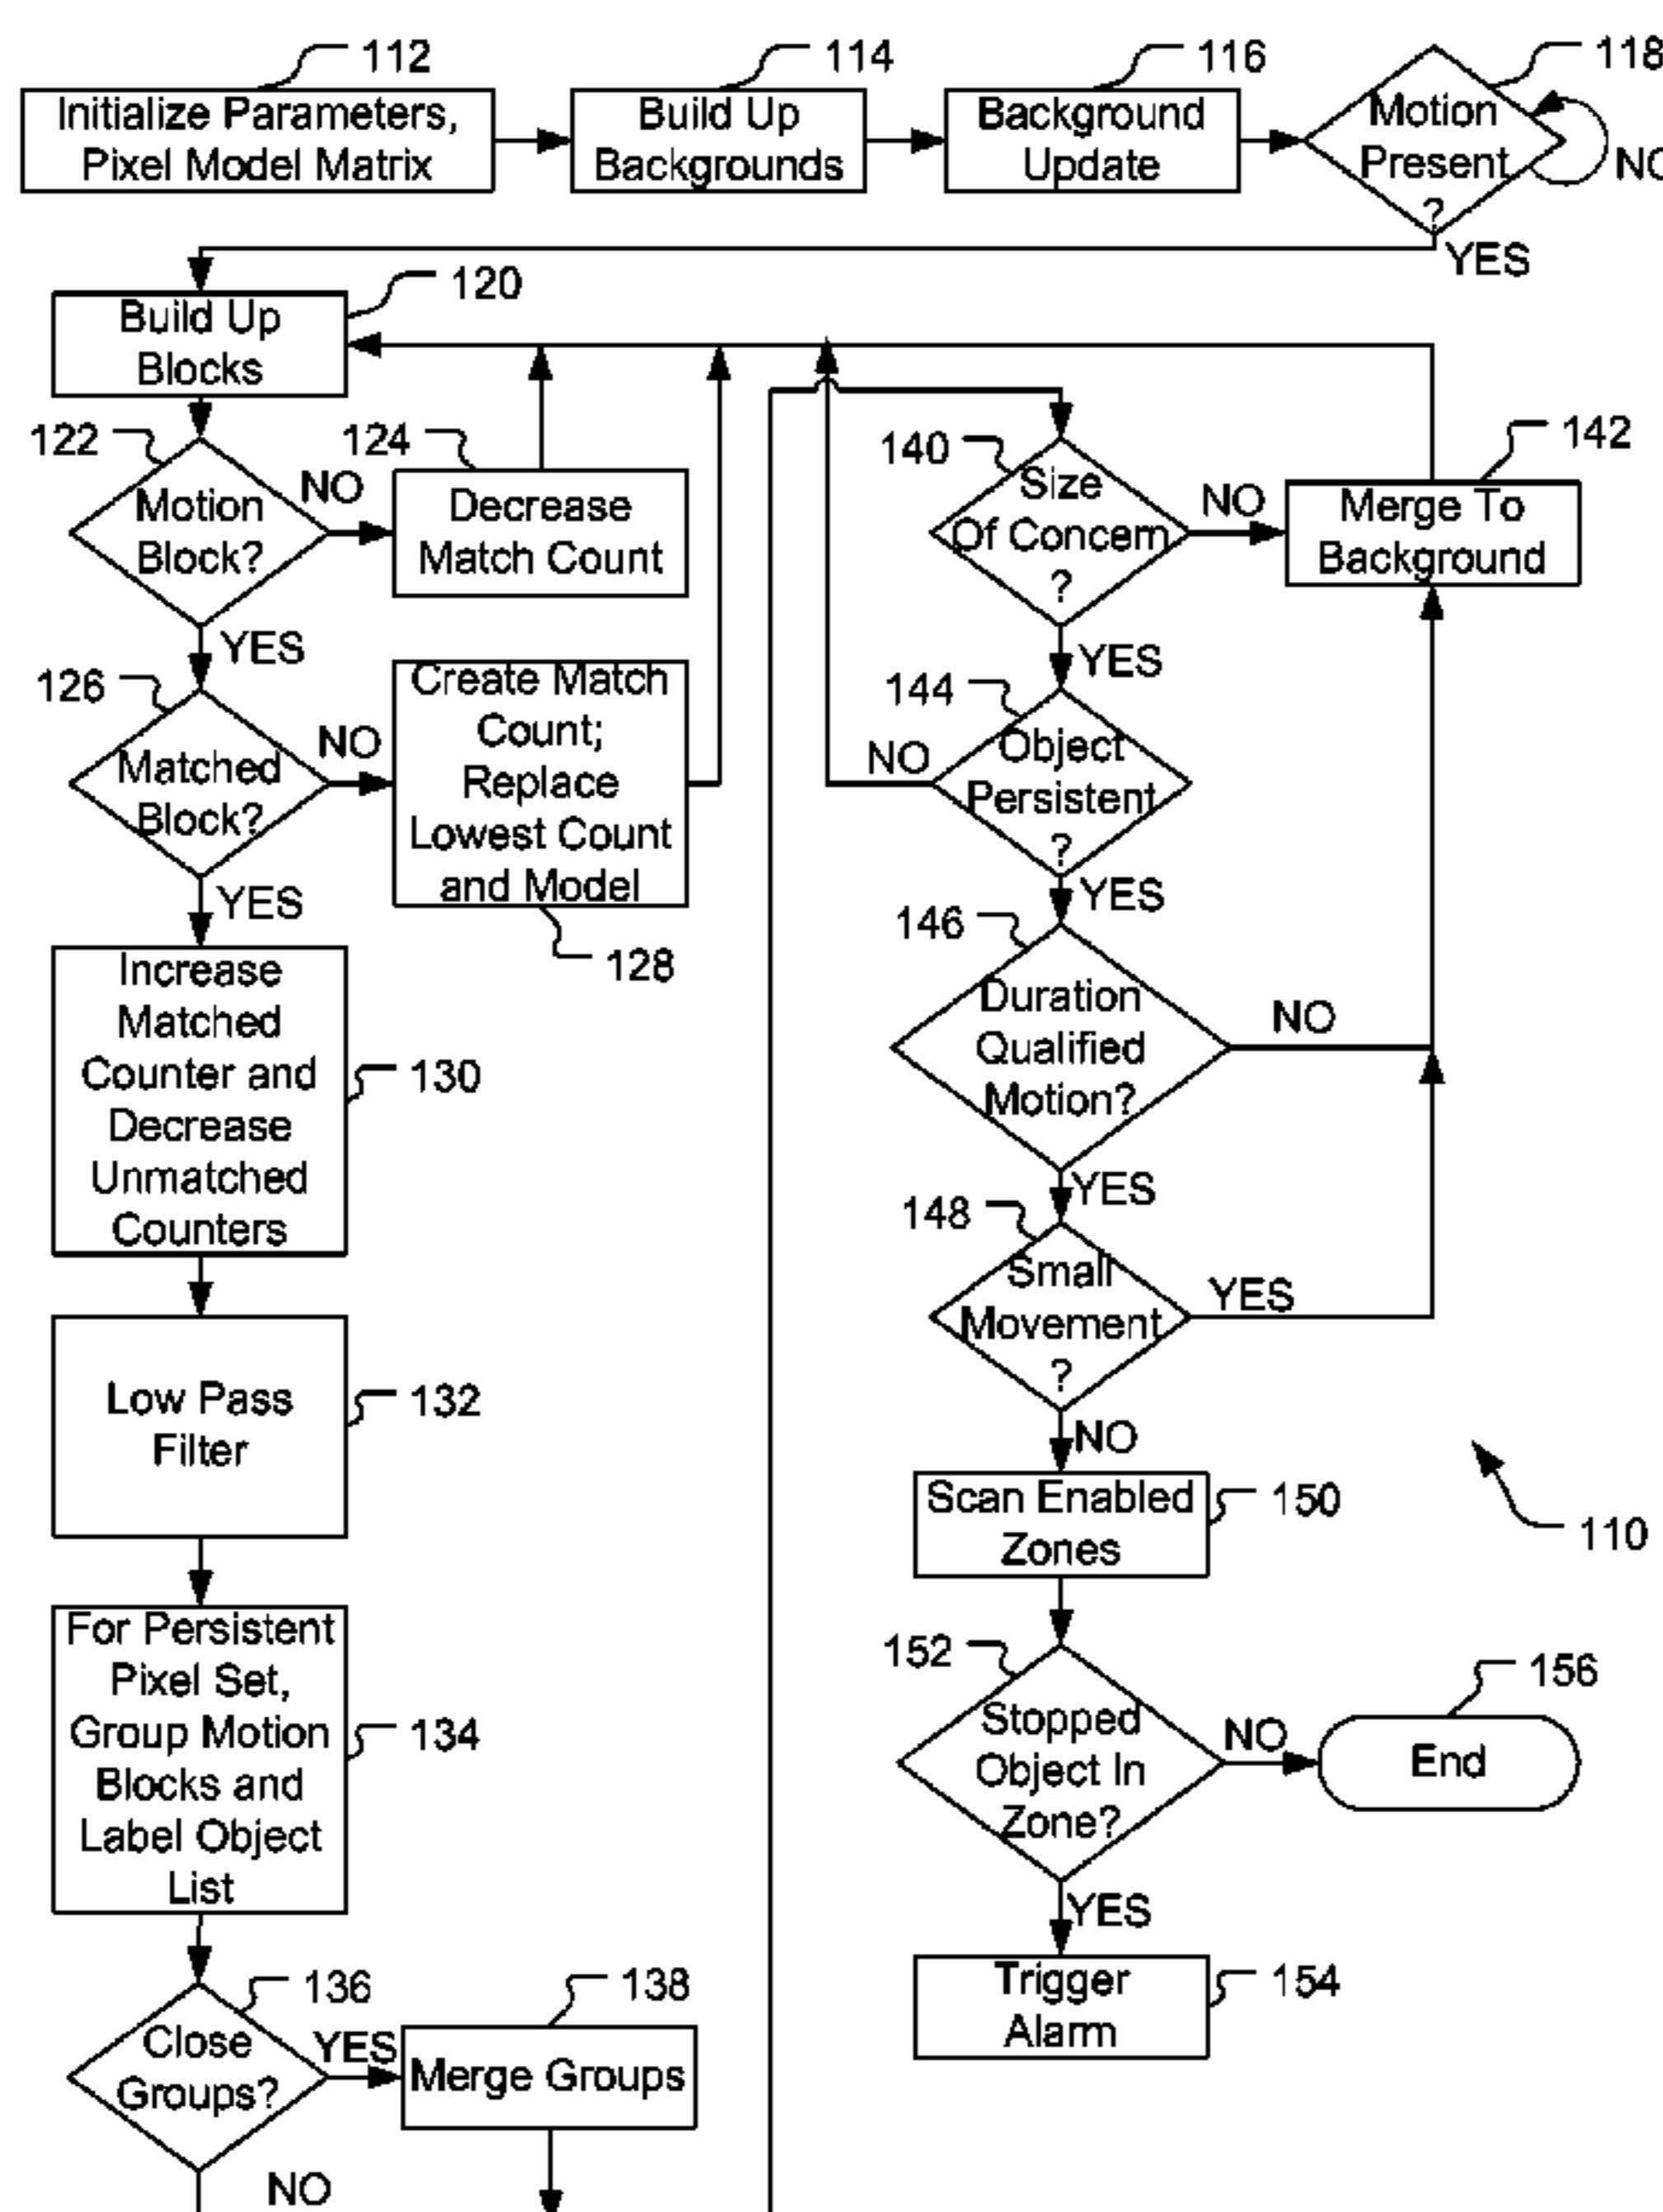 112
Initialize Parameters,
Pixel Model Matrix
114
Build Up
Backgrounds
116
Background
Update
118
Motion
Present
?
NO
YES
120
Build Up
Blocks
122
Motion
Block?
NO
124
Decrease
Match Count
YES
126
Matched
Block?
NO
Create Match
Count;
Replace
Lowest Count
and Model
128
YES
Increase
Matched
Counter and
Decrease
Unmatched
Counters
130
Low Pass
Filter
132
For Persistent
Pixel Set,
Group Motion
Blocks and
Label Object
List
134
136
Close
Groups?
YES
138
Merge Groups
NO
140
Size
Of Concern
?
NO
142
Merge To
Background
YES
144
Object
Persistent
?
NO
YES
146
Duration
Qualified
Motion?
NO
YES
148
Small
Movement
?
YES
NO
Scan Enabled
Zones
150
110
152
Stopped
Object In
Zone?
NO
156
End
YES
Trigger
Alarm
154